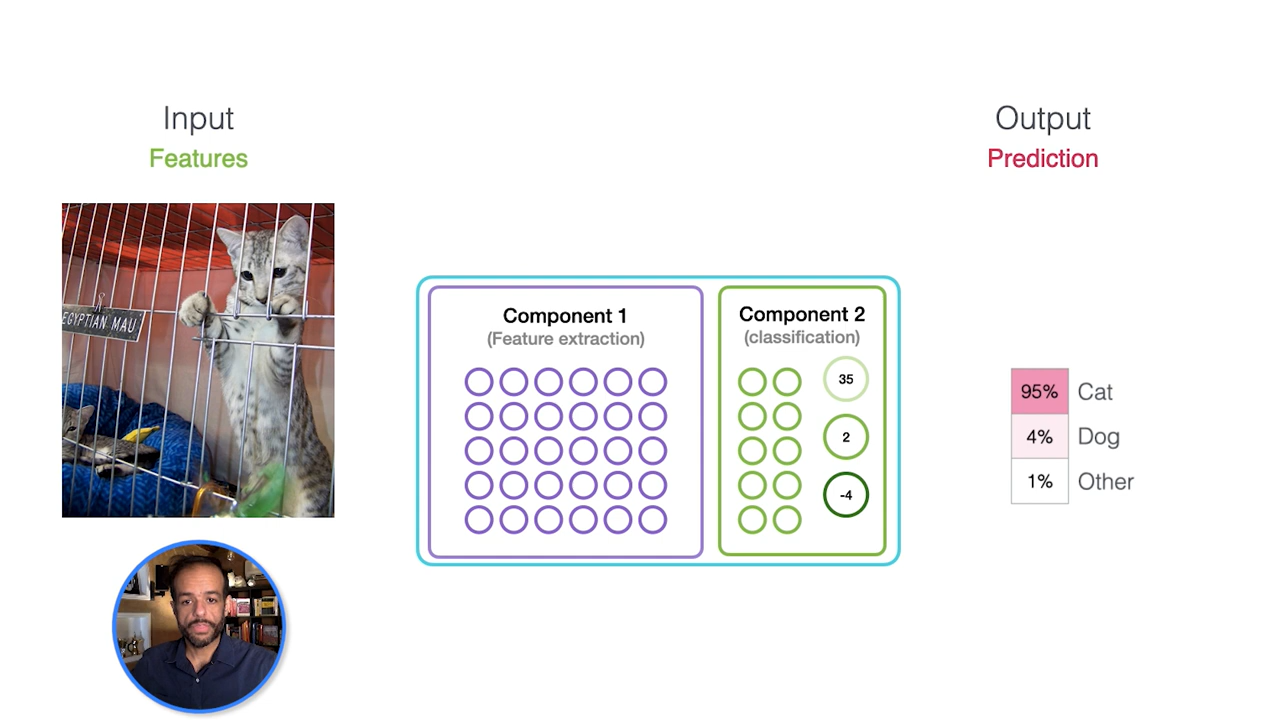 Input
Features
Output
Prediction
EGYPTIAN MAU
Component 1
(Feature extraction)
Component 2
(classification)
35
2
-4
95% Cat
4% Dog
1% Other